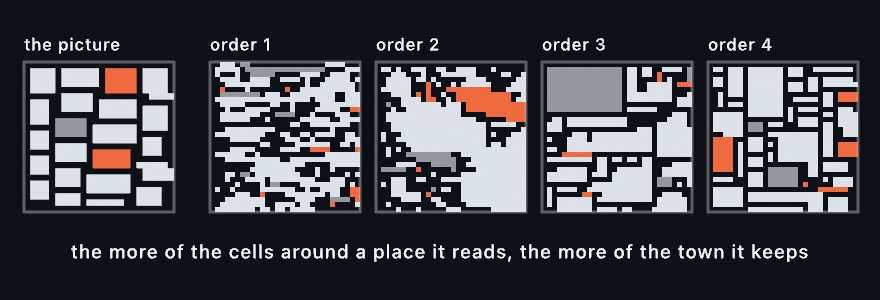 the picture
order 1
order 2
order 3
order 4
the more of the cells around a place it reads, the more of the town it keeps